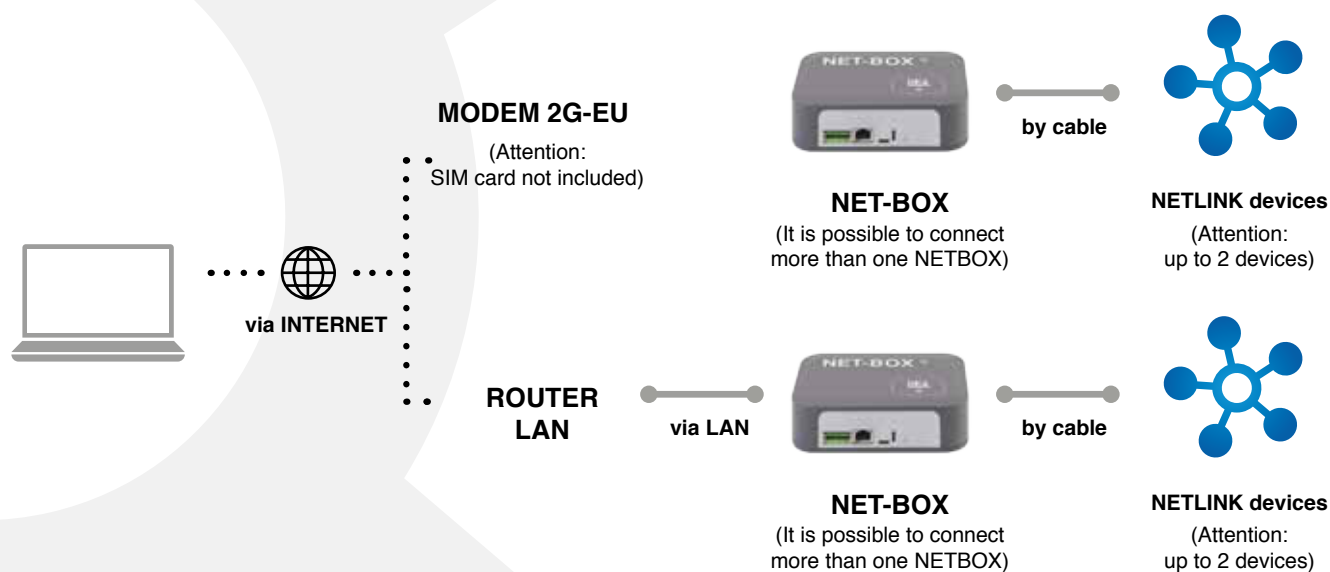 MODEM 2G-EU
(Attention:
SIM card not included)
NET-BOX
by cable
NET-BOX
(It is possible to connect
more than one NETBOX)
NETLINK devices
(Attention:
up to 2 devices)
via INTERNET
ROUTER
LAN
via LAN
NET-BOX
by cable
NET-BOX
(It is possible to connect
more than one NETBOX)
NETLINK devices
(Attention:
up to 2 devices)